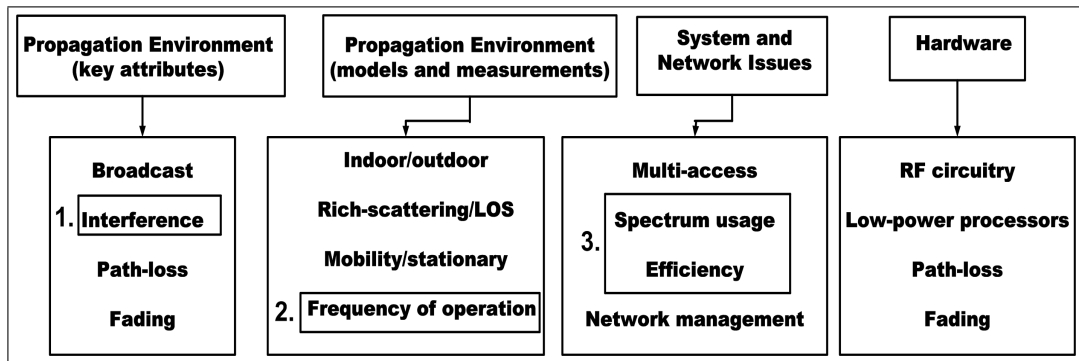 Propagation Environment
(key attributes)
Propagation Environment
(models and measurements)
System and
Network Issues
Hardware
Broadcast
1. Interference
Path-loss
Fading
Indoor/outdoor
Rich-scattering/LOS
Mobility/stationary
2. Frequency of operation
Multi-access
3. Spectrum usage
Efficiency
Network management
RF circuitry
Low-power processors
Path-loss
Fading